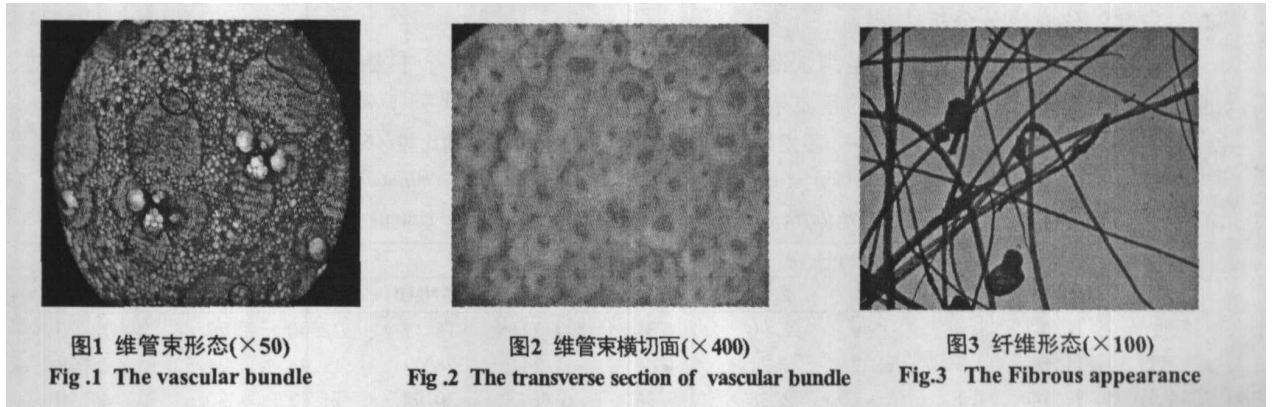 图1 维管束形态(×50)
Fig .1 The vascular bundle
图2 维管束横切面(×400)
Fig .2 The transverse section of vascular bundle
图3 纤维形态(×100)
Fig.3 The Fibrous appearance